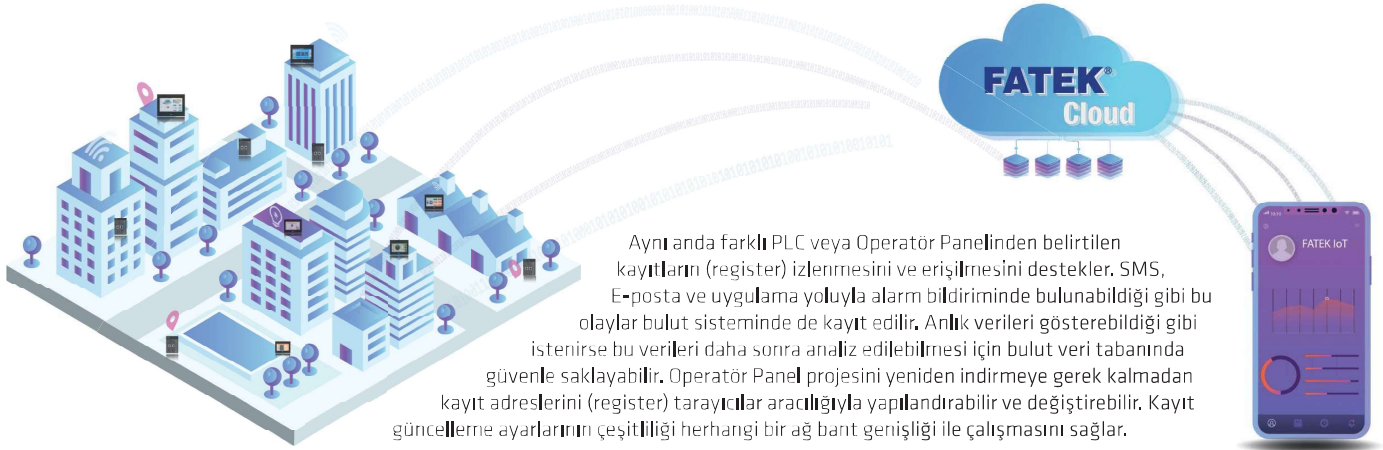 FATEK®
Cloud
FATEK IoT
Aynı anda farklı PLC veya Operatör Panelinden belirtilen
kayıtların (register) izlenmesini ve erişilmesini destekler. SMS,
E-posta ve uygulama yoluyla alarm bildiriminde bulunabildiği gibi bu
olaylar bulut sisteminde de kayıt edilir. Anlık verileri gösterebildiği gibi
istenirse bu verileri daha sonra analiz edilebilmesi için bulut veri tabanında
güvenle saklayabilir. Operatör Panel projesini yeniden indirmeye gerek kalmadan
kayıt adreslerini (register) tarayıcılar aracılığıyla yapılandırabilir ve değiştirebilir. Kayıt
güncelleme ayarlarının çeşitliliği herhangi bir ağ bant genişliği ile çalışmasını sağlar.